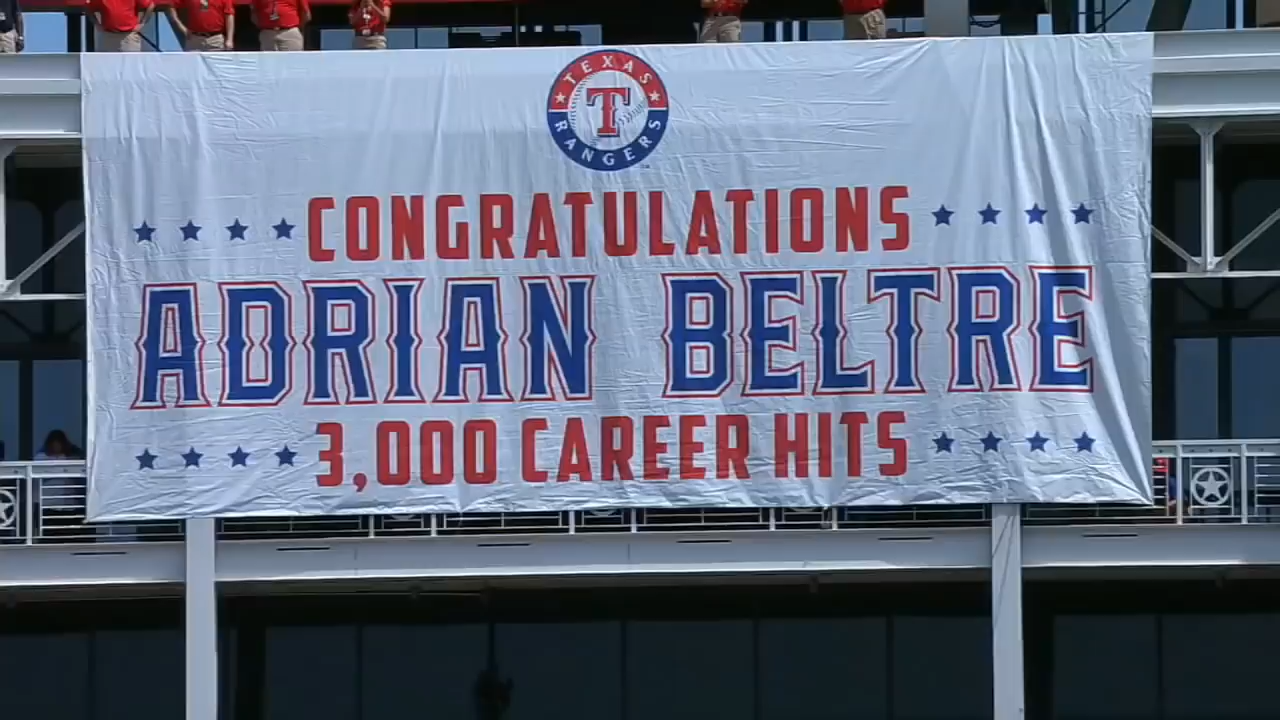 TEXAS
T
RANGERS
CONGRATULATIONS
ADRIAN BELTRE
3,000 CAREER HITS